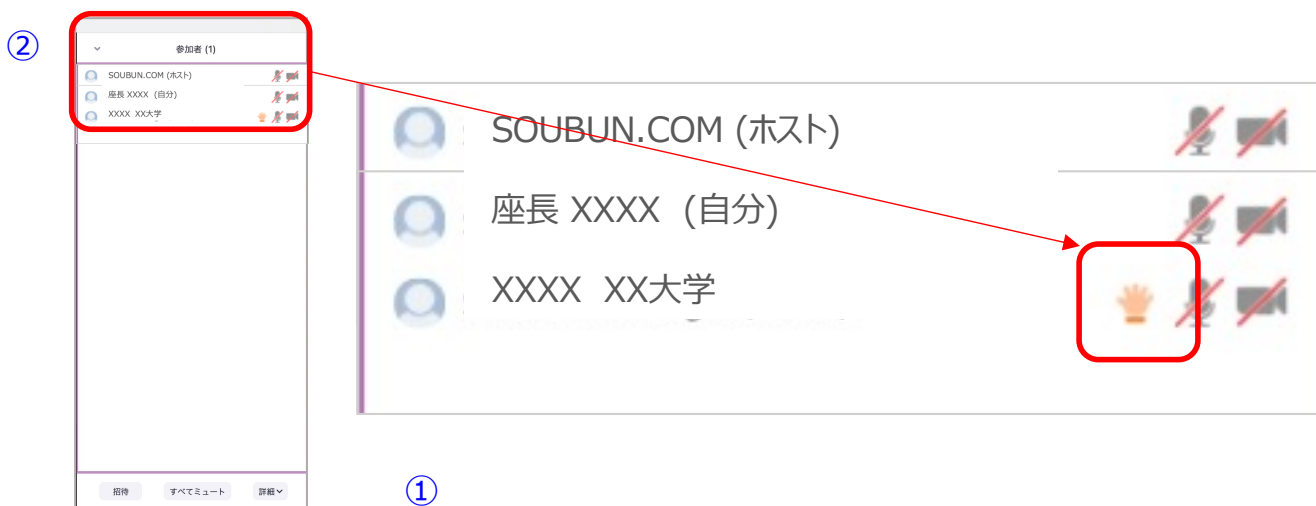 ②
参加者 (1)
SOUBUN.COM (ホスト)
座長 XXXX (自分)
XXXX XX大学
招待 すべてミュート 詳細
SOUBUN.COM (ホスト)
座長 XXXX (自分)
XXXX XX大学
①